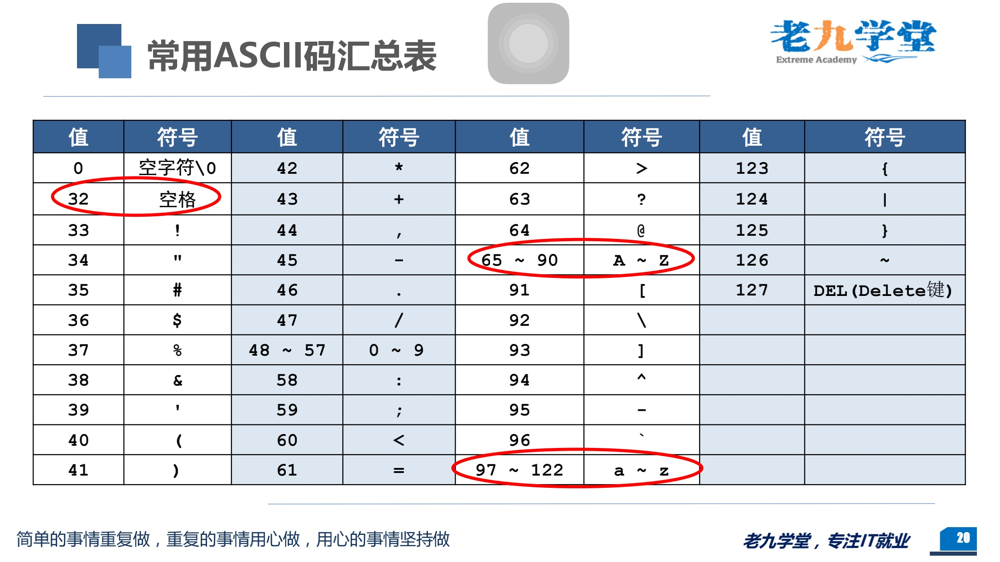 常用ASCII码汇总表
老九学堂
Extreme Academy
值 符号 值 符号 值 符号 值 符号
0 空字符\0 42 * 62 > 123 {
32 空格 43 + 63 ? 124 |
33 ! 44 , 64 @ 125 }
34 " 45 - 65 ~ 90 A ~ Z 126 ~
35 # 46 . 91 [ 127 DEL(Delete键)
36 $ 47 / 92 \
37 % 48 ~ 57 0 ~ 9 93 ]
38 & 58 : 94 ^
39 ' 59 ; 95 -
40 ( 60 < 96 `
41 ) 61 = 97 ~ 122 a ~ z
简单的事情重复做，重复的事情用心做，用心的事情坚持做
老九学堂，专注IT就业
20